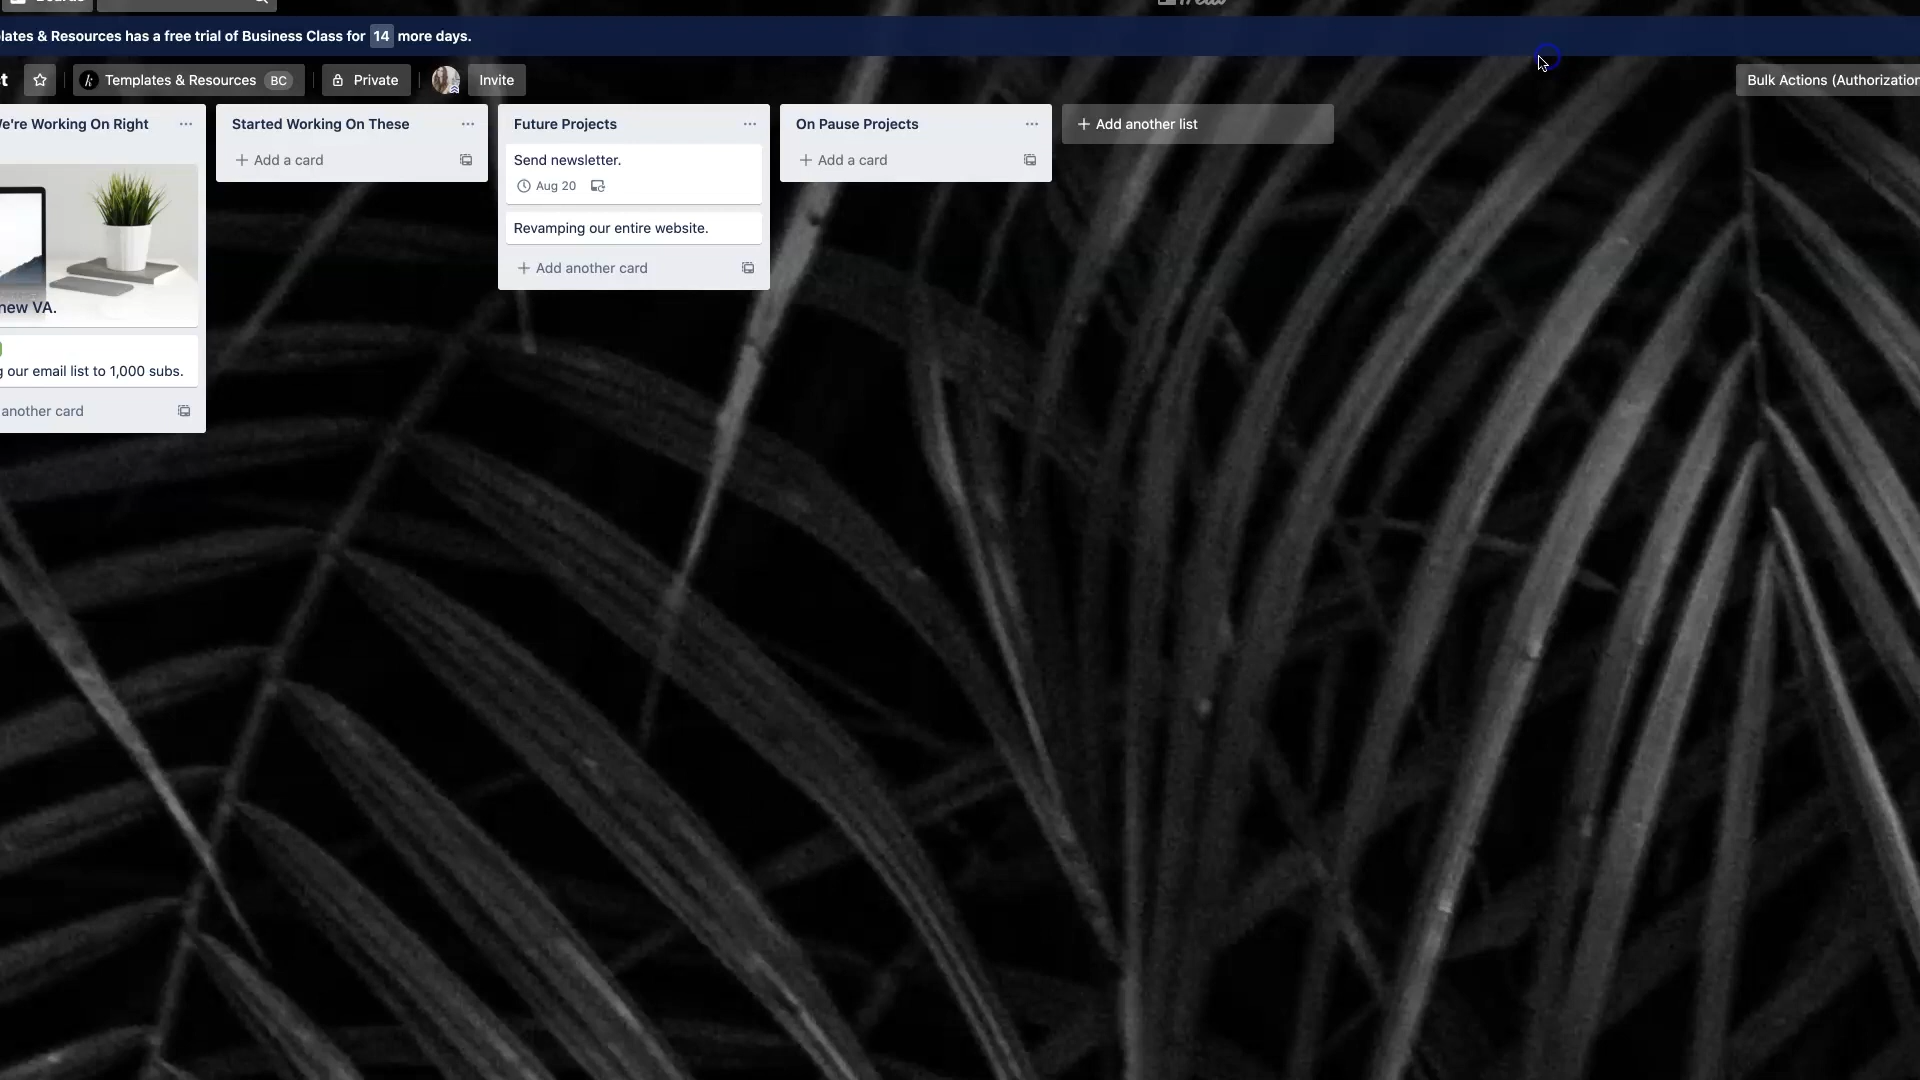 lates & Resources has a free trial of Business Class for 14 more days.
Templates & Resources BC
Private
Invite
Bulk Actions (Authorization
e're Working On Right
Started Working On These
Future Projects
On Pause Projects
+ Add another list
+ Add a card
Send newsletter.
+ Add a card
Aug 20
Revamping our entire website.
+ Add another card
new VA.
our email list to 1,000 subs.
another card